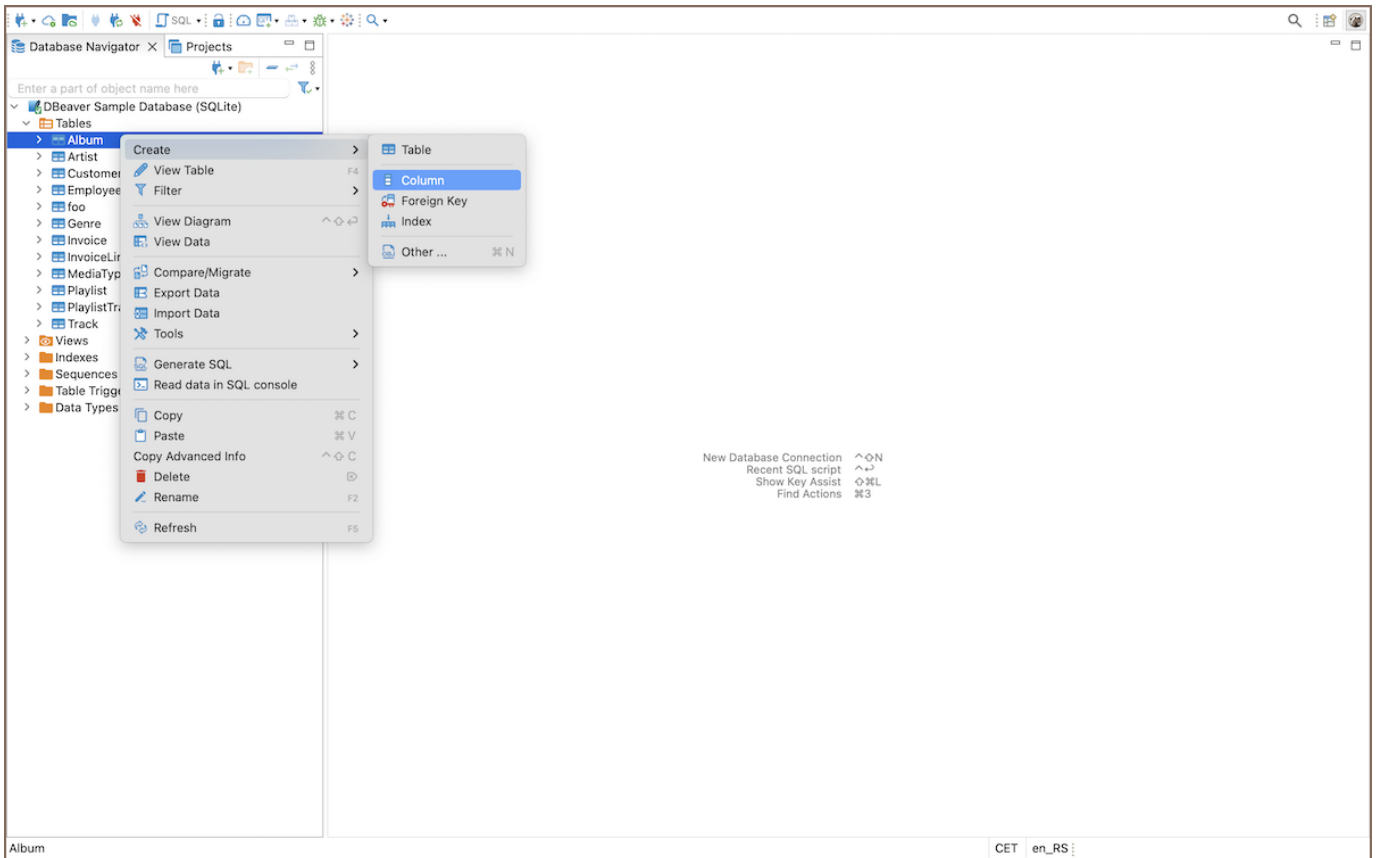 SQL
Database Navigator
Projects
Enter a part of object name here
DBeaver Sample Database (SQLite)
Tables
Album
Artist
Customer
Employee
foo
Genre
Invoice
InvoiceLin
MediaTyp
Playlist
PlaylistTra
Track
Views
Indexes
Sequences
Table Trigge
Data Types
Create
View Table F4
Filter
View Diagram ^⇧⏎
View Data
Compare/Migrate
Export Data
Import Data
Tools
Generate SQL
Read data in SQL console
Copy ⌘ C
Paste ⌘ V
Copy Advanced Info ^⇧ C
Delete ⌦
Rename F2
Refresh F5
Table
Column
Foreign Key
Index
Other ... ⌘ N
New Database Connection ^⇧N
Recent SQL script ^⏎
Show Key Assist ⇧⌘L
Find Actions ⌘3
Album
CET en_RS